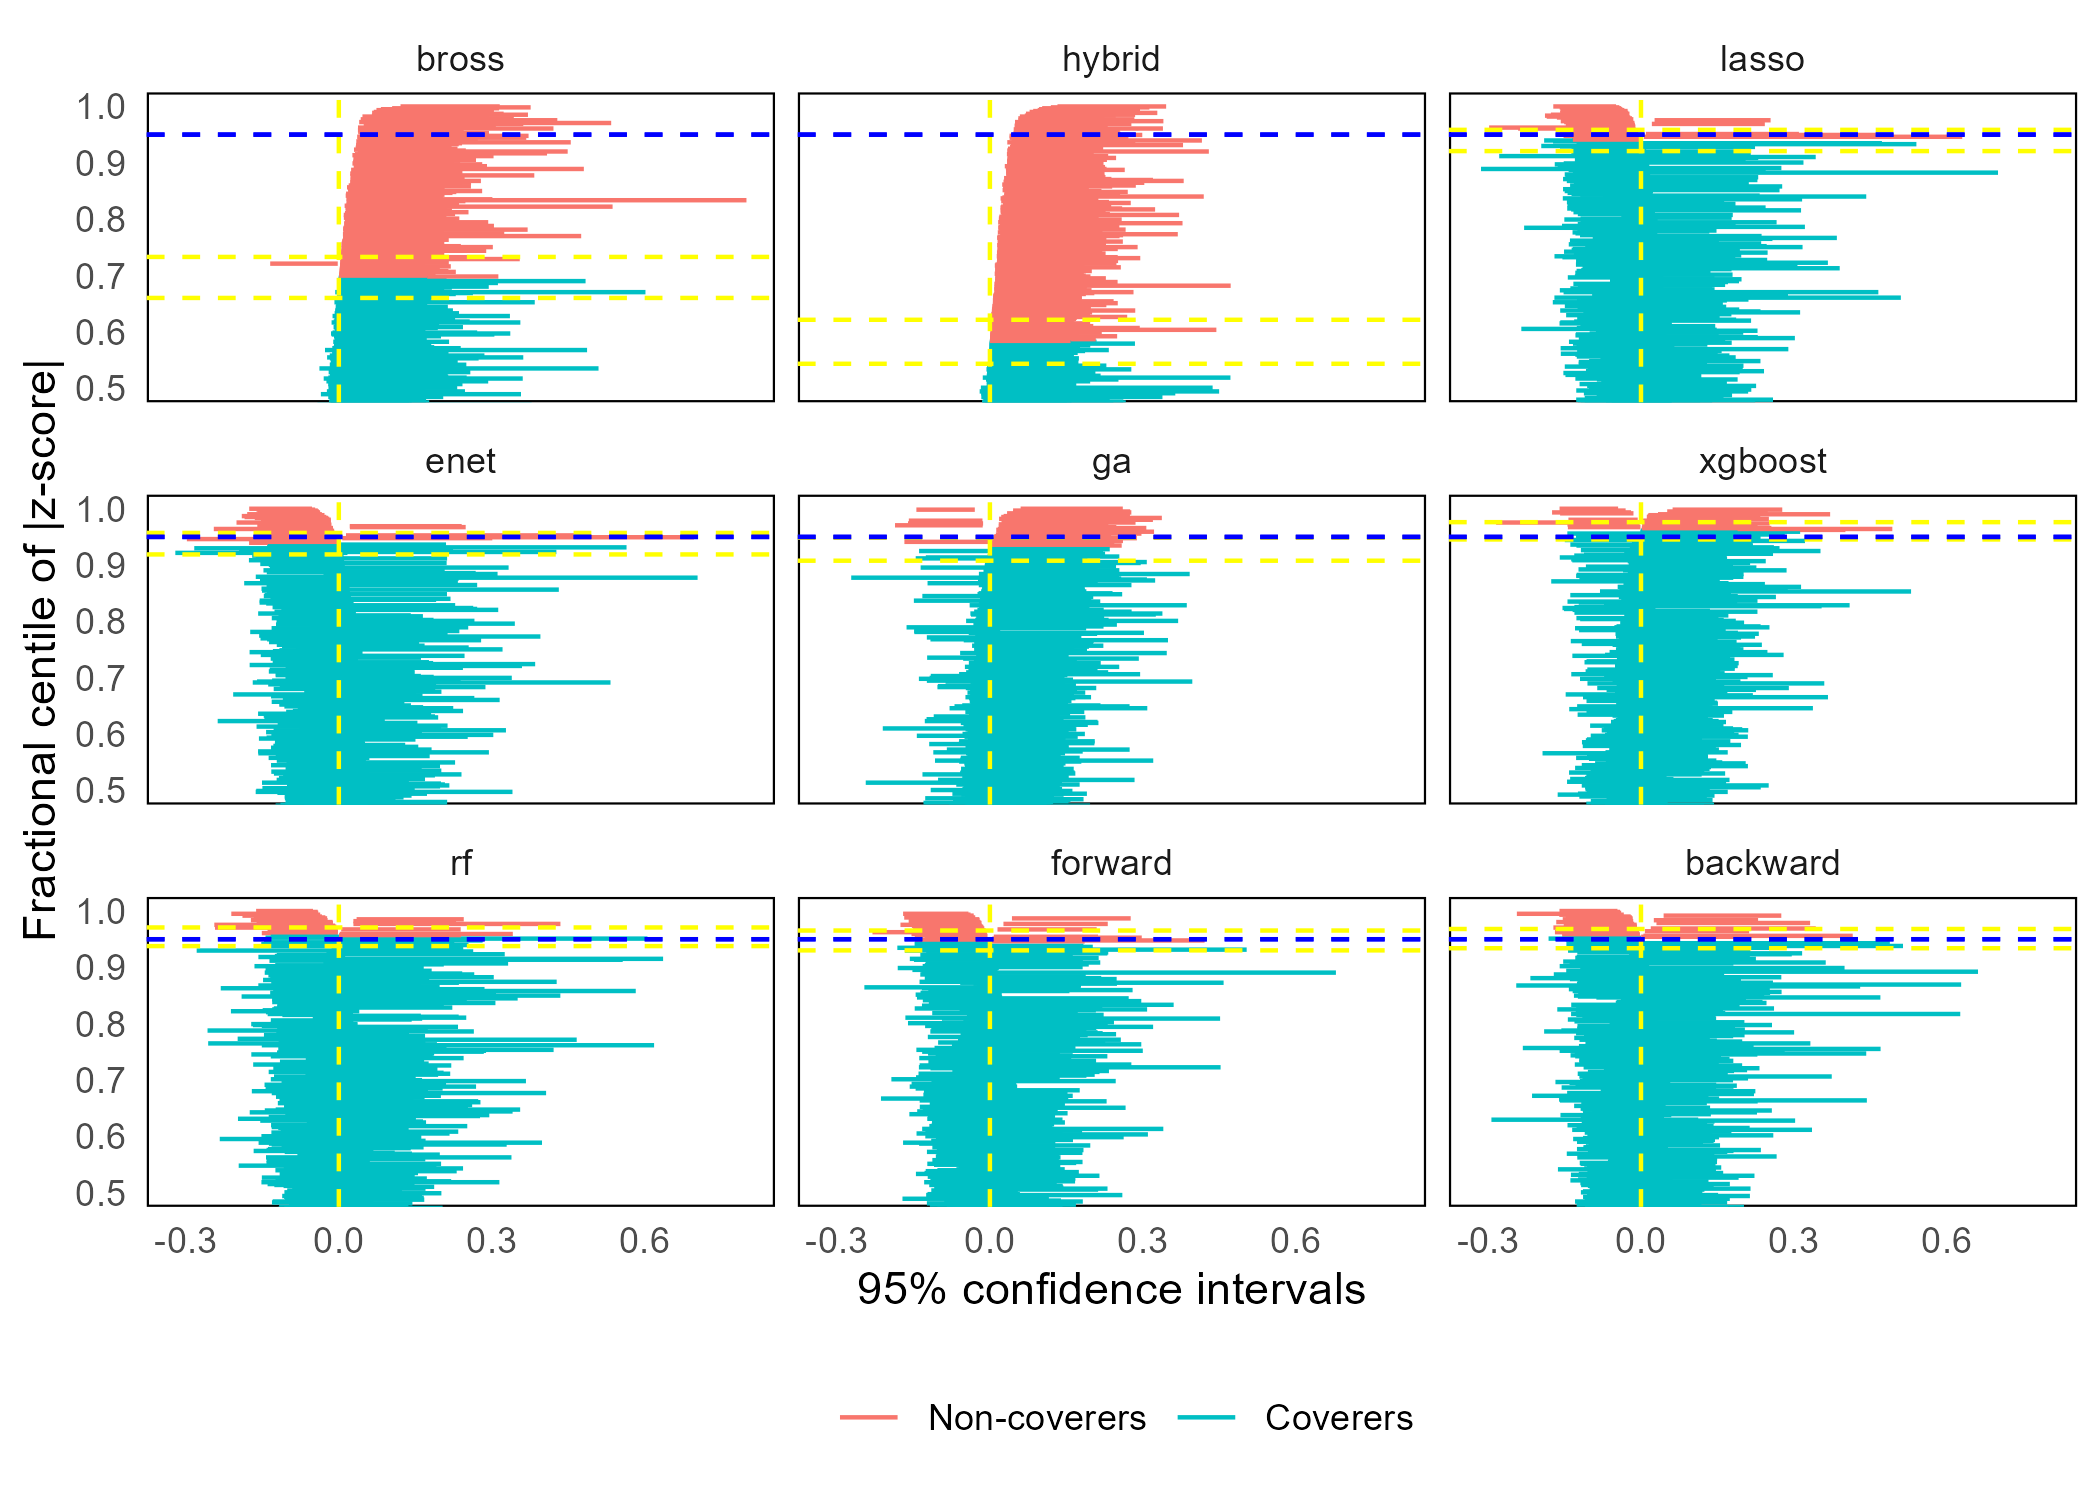 bross hybrid lasso
1.0
0.9
0.8
0.7
0.6
0.5
enet ga xgboost
1.0
0.9
0.8
0.7
0.6
0.5
rf forward backward
1.0
0.9
0.8
0.7
0.6
0.5
Fractional centile of |z-score|
-0.3 0.0 0.3 0.6 -0.3 0.0 0.3 0.6 -0.3 0.0 0.3 0.6
95% confidence intervals
Non-coverers Coverers